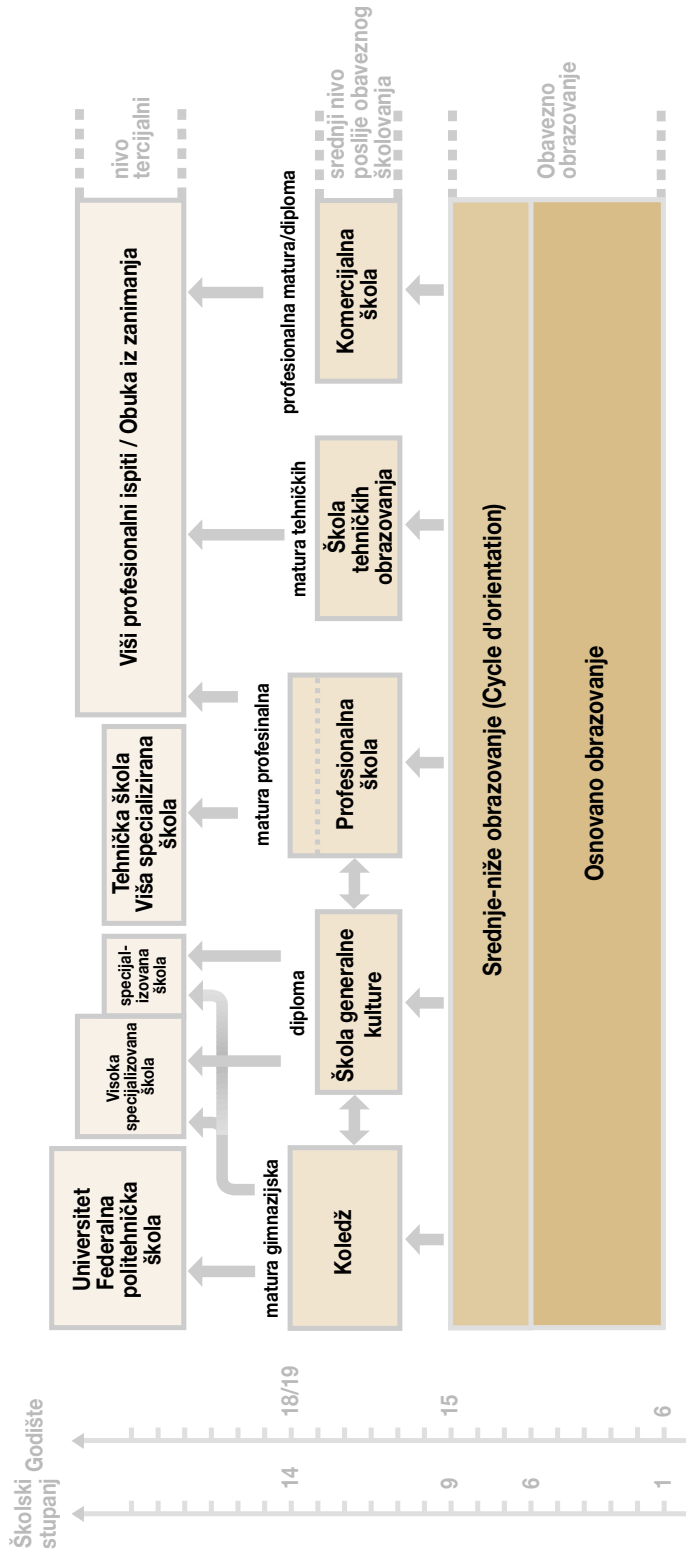 Školski
stupanj
Godište
14
9
6
1
18/19
15
6
Universitet
Federalna
politehnička
škola
Visoka
specijalizovana
škola
specijal-
izovana
škola
Tehnička škola
Viša specializirana
škola
Viši profesionalni ispiti / Obuka iz zanimanja
nivo
tercijalni
matura gimnazijska
diploma
matura profesinalna
matura tehničkih
profesionalna matura/diploma
Koledž
Škola generalne
kulture
Profesionalna
škola
Škola
tehničkih
obrazovanja
Komercijalna
škola
srednji nivo
poslije obaveznog
školovanja
Srednje-niže obrazovanje (Cycle d'orientation)
Osnovano obrazovanje
Obavezno
obrazovanje